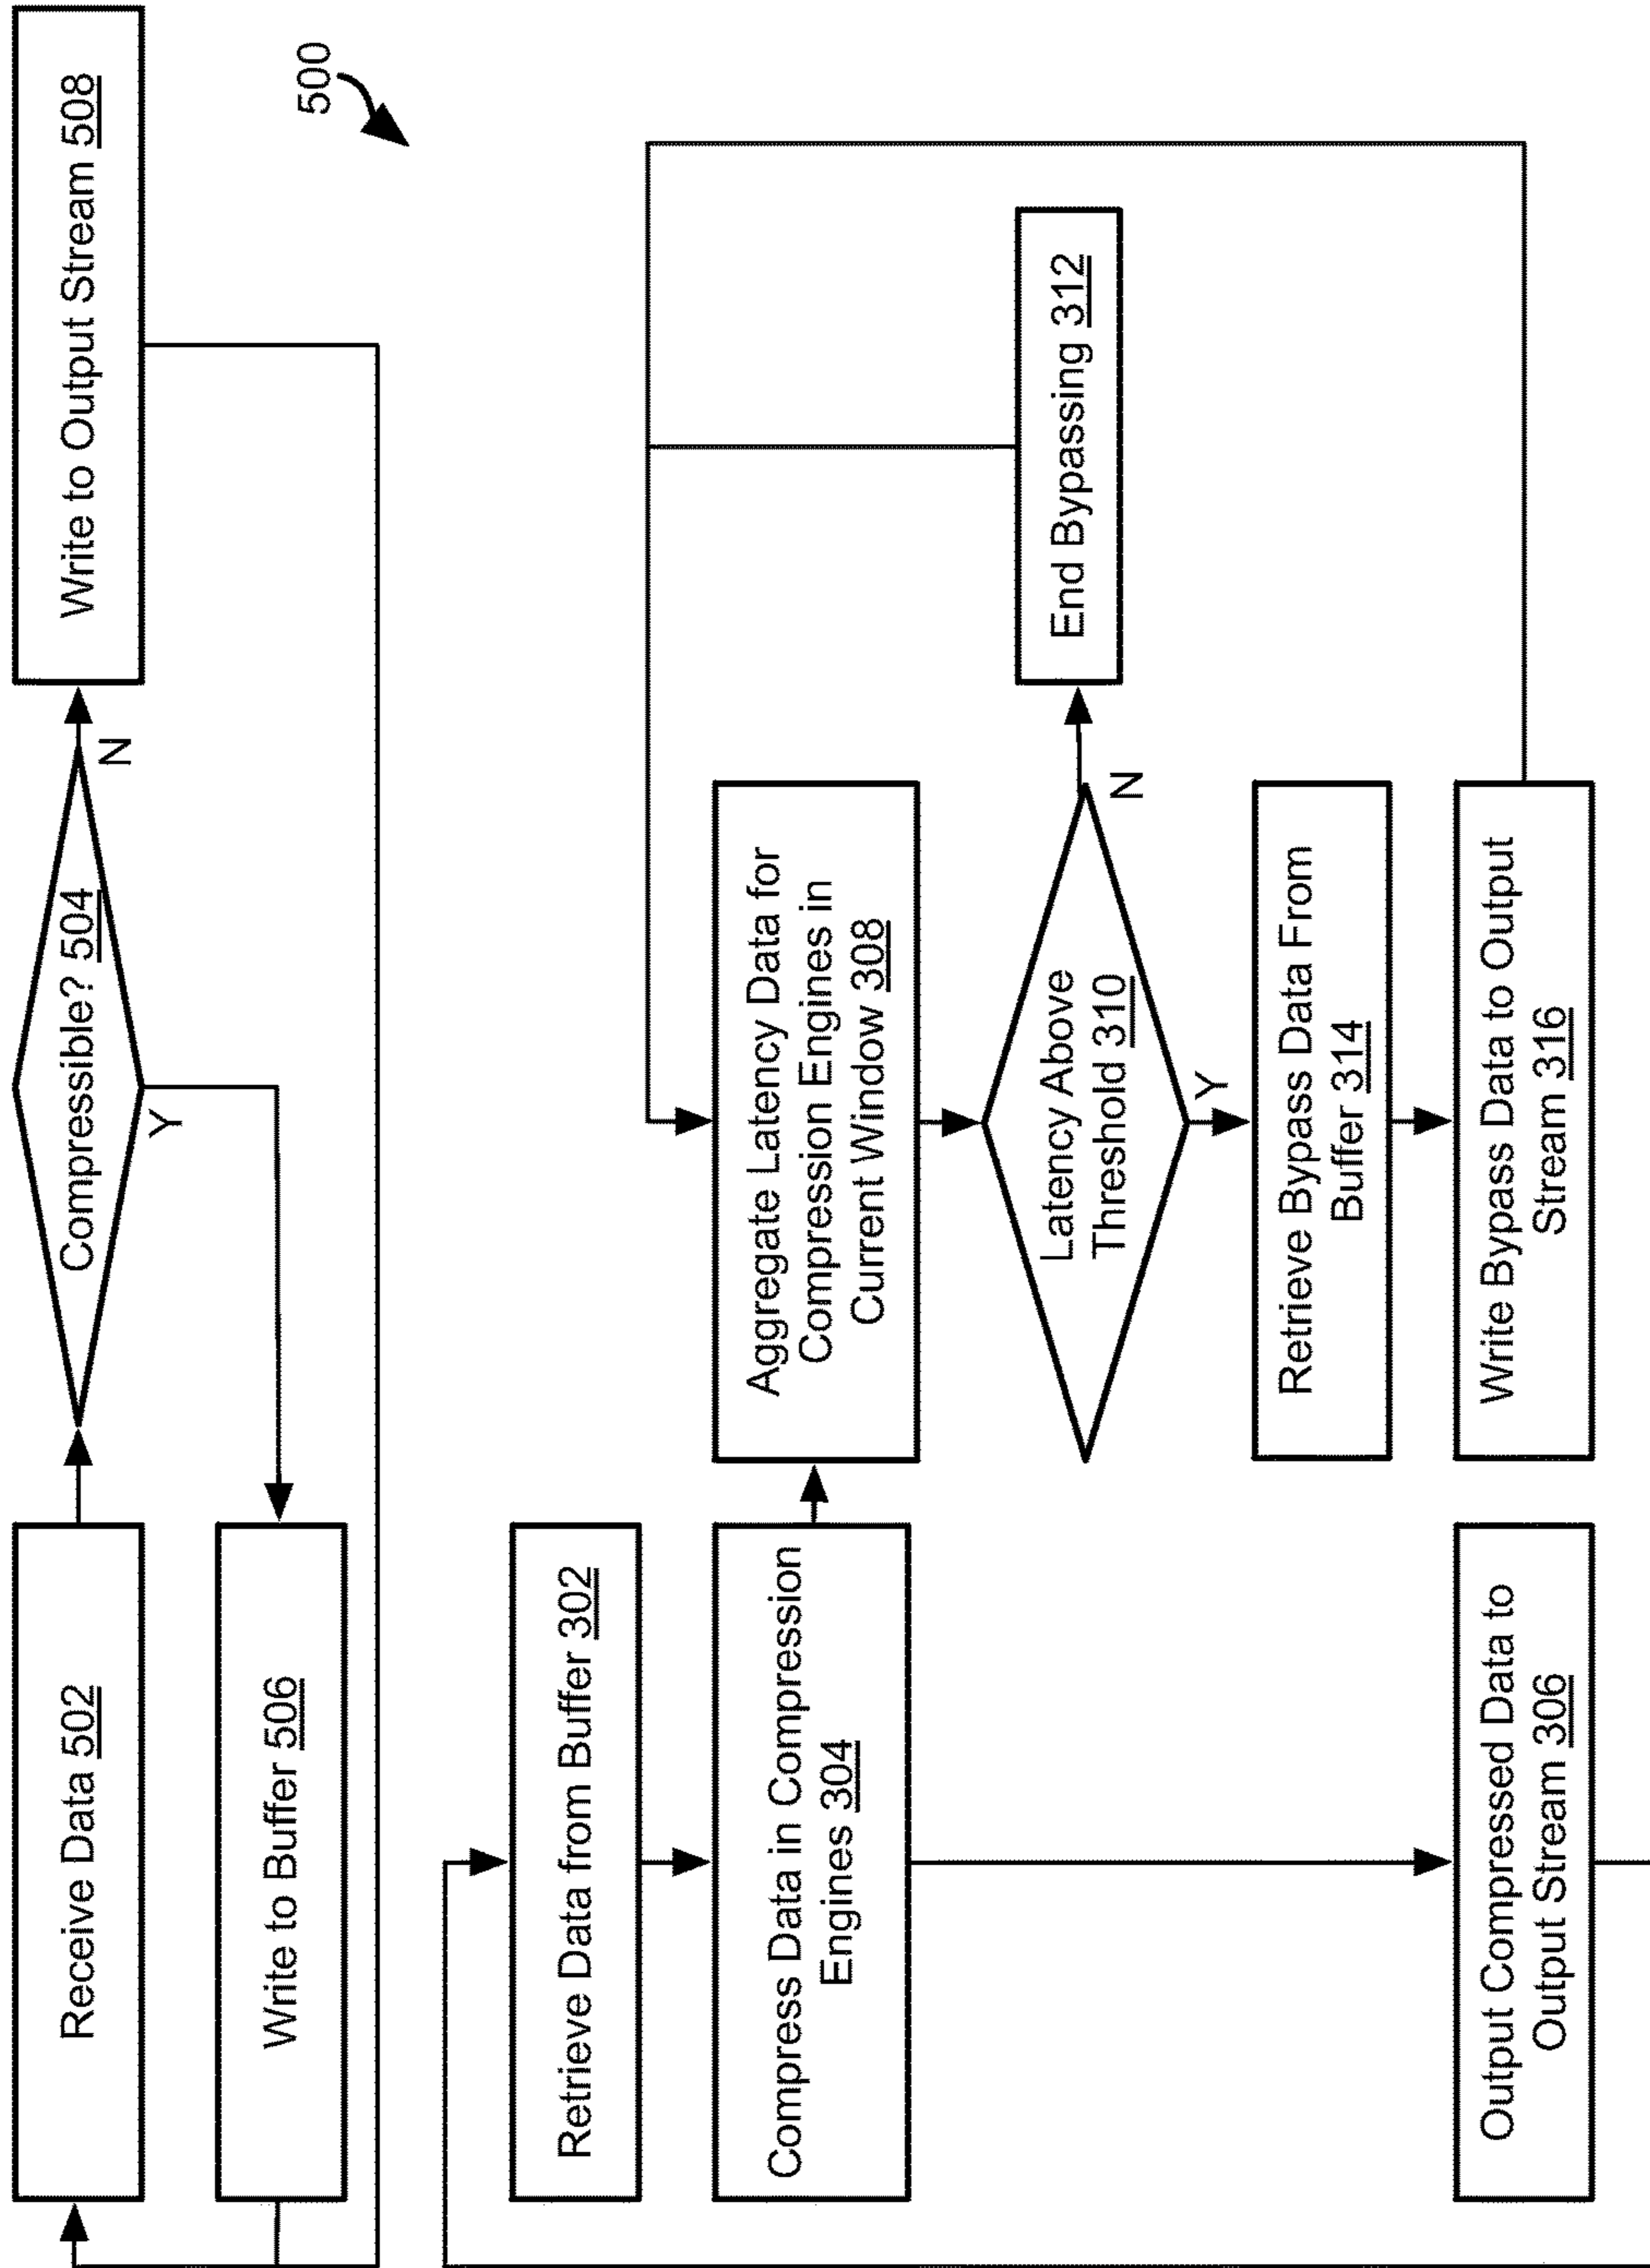 Receive Data 502
Compressible? 504
N
Write to Output Stream 508
Y
Write to Buffer 506
500
Retrieve Data from Buffer 302
Compress Data in Compression
Engines 304
Aggregate Latency Data for
Compression Engines in
Current Window 308
Latency Above
Threshold 310
N
End Bypassing 312
Y
Retrieve Bypass Data From
Buffer 314
Output Compressed Data to
Output Stream 306
Write Bypass Data to Output
Stream 316